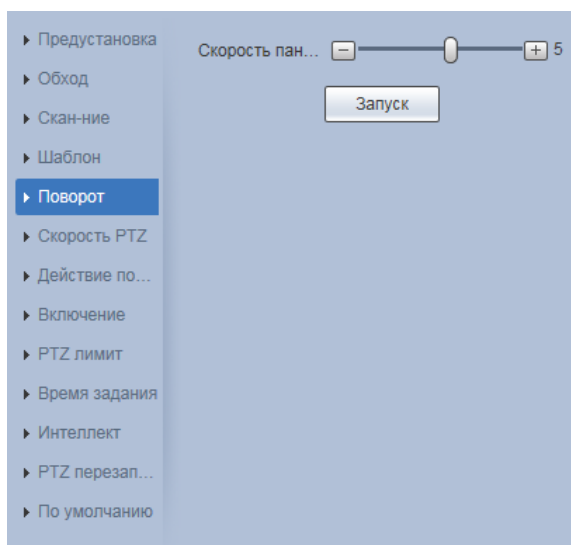 Предустановка
Обход
Скан-ние
Шаблон
Поворот
Скорость PTZ
Действие по...
Включение
PTZ лимит
Время задания
Интеллект
PTZ перезап...
По умолчанию
Скорость пан... 5
Запуск